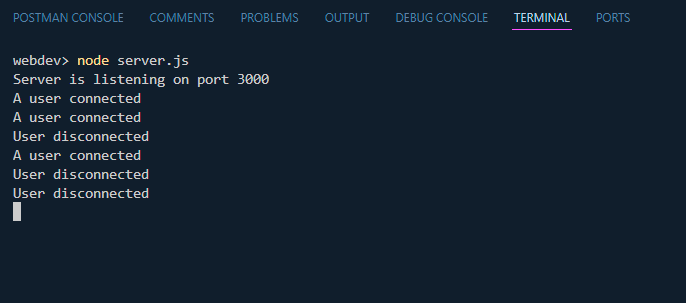 POSTMAN CONSOLE COMMENTS PROBLEMS OUTPUT DEBUG CONSOLE TERMINAL PORTS
webdev> node server.js
Server is listening on port 3000
A user connected
A user connected
User disconnected
A user connected
User disconnected
User disconnected